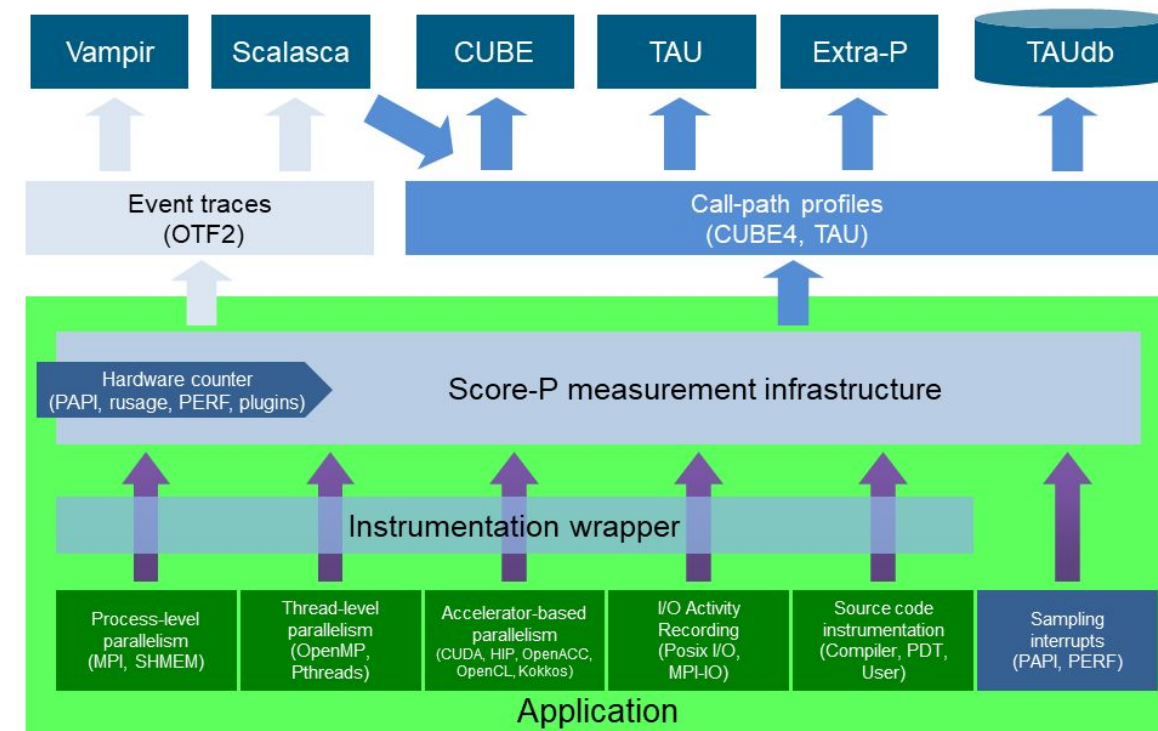 Vampir
Scalasca
CUBE
TAU
Extra-P
TAUdb
Event traces
(OTF2)
Call-path profiles
(CUBE4, TAU)
Hardware counter
(PAPI, rusage, PERF, plugins)
Score-P measurement infrastructure
Instrumentation wrapper
Process-level
parallelism
(MPI, SHMEM)
Thread-level
parallelism
(OpenMP,
Pthreads)
Accelerator-based
parallelism
(CUDA, HIP, OpenACC,
OpenCL, Kokkos)
I/O Activity
Recording
(Posix I/O,
MPI-IO)
Source code
instrumentation
(Compiler, PDT,
User)
Sampling
interrupts
(PAPI, PERF)
Application